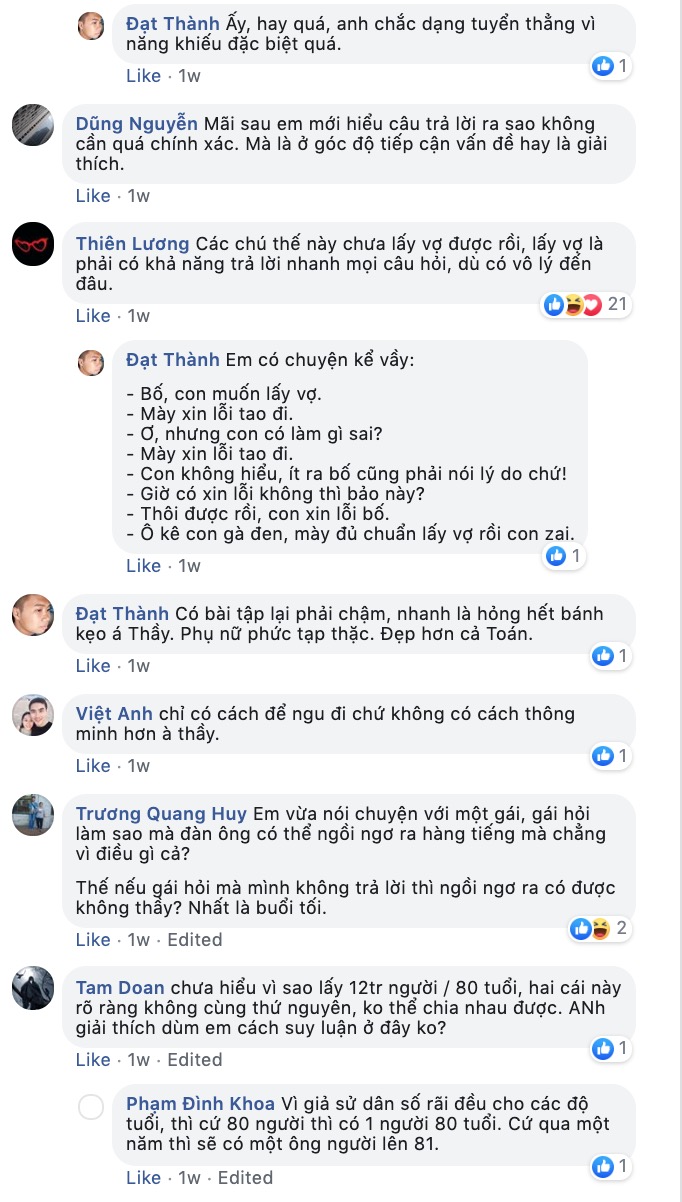 Đạt Thành Ấy, hay quá, anh chắc dạng tuyển thẳng vì
năng khiếu đặc biệt quá.
1
Like · 1w
Dũng Nguyễn Mãi sau em mới hiểu câu trả lời ra sao không
cần quá chính xác. Mà là ở góc độ tiếp cận vấn đề hay là giải
thích.
Like · 1w
Thiên Lương Các chú thế này chưa lấy vợ được rồi, lấy vợ là
phải có khả năng trả lời nhanh mọi câu hỏi, dù có vô lý đến
đâu.
21
Like · 1w
Đạt Thành Em có chuyện kể vầy:
- Bố, con muốn lấy vợ.
- Mày xin lỗi tao đi.
- Ơ, nhưng con có làm gì sai?
- Mày xin lỗi tao đi.
- Con không hiểu, ít ra bố cũng phải nói lý do chứ!
- Giờ có xin lỗi không thì bảo này?
- Thôi được rồi, con xin lỗi bố.
- Ô kê con gà đen, mày đủ chuẩn lấy vợ rồi con zai.
1
Like · 1w
Đạt Thành Có bài tập lại phải chậm, nhanh là hỏng hết bánh
kẹo á Thầy. Phụ nữ phức tạp thặc. Đẹp hơn cả Toán.
1
Like · 1w
Việt Anh chỉ có cách để ngu đi chứ không có cách thông
minh hơn à thầy.
1
Like · 1w
Trương Quang Huy Em vừa nói chuyện với một gái, gái hỏi
làm sao mà đàn ông có thể ngồi ngơ ra hàng tiếng mà chẳng
vì điều gì cả?
Thế nếu gái hỏi mà mình không trả lời thì ngồi ngơ ra có được
không thầy? Nhất là buổi tối.
2
Like · 1w · Edited
Tam Doan chưa hiểu vì sao lấy 12tr người / 80 tuổi, hai cái này
rõ ràng không cùng thứ nguyên, ko thể chia nhau được. ANh
giải thích dùm em cách suy luận ở đây ko?
1
Like · 1w · Edited
Phạm Đình Khoa Vì giả sử dân số rãi đều cho các độ
tuổi, thì cứ 80 người thì có 1 người 80 tuổi. Cứ qua một
năm thì sẽ có một ông người lên 81.
1
Like · 1w · Edited